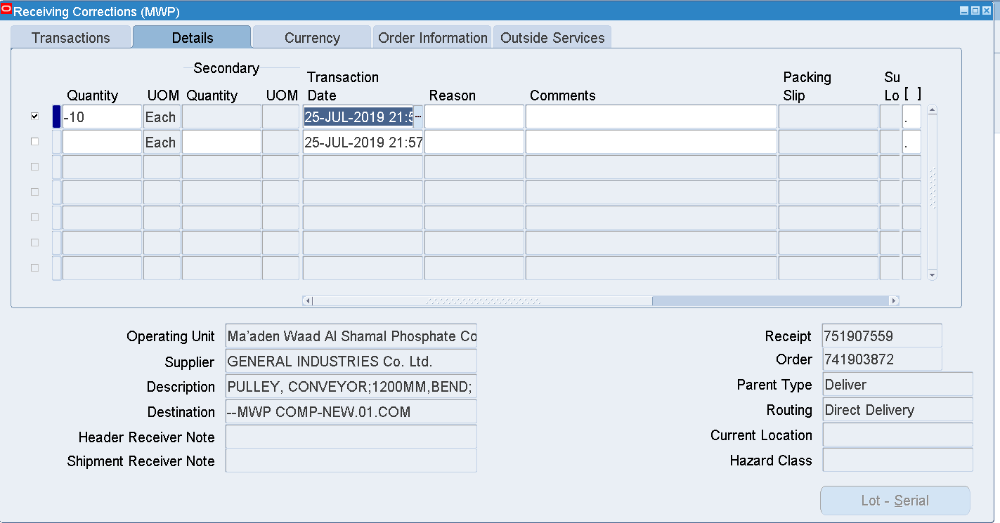 Receiving Corrections (MWP)
Transactions Details Currency Order Information Outside Services
Secondary
Transaction Packing Su
Quantity UOM Quantity UOM Date Reason Comments Slip Lo [ ]
-10 Each 25-JUL-2019 21:5 ... .
Each 25-JUL-2019 21:57 .
Operating Unit Ma'aden Waad Al Shamal Phosphate Co
Supplier GENERAL INDUSTRIES Co. Ltd.
Description PULLEY, CONVEYOR;1200MM,BEND;
Destination --MWP COMP-NEW.01.COM
Header Receiver Note
Shipment Receiver Note
Receipt 751907559
Order 741903872
Parent Type Deliver
Routing Direct Delivery
Current Location
Hazard Class
Lot - Serial